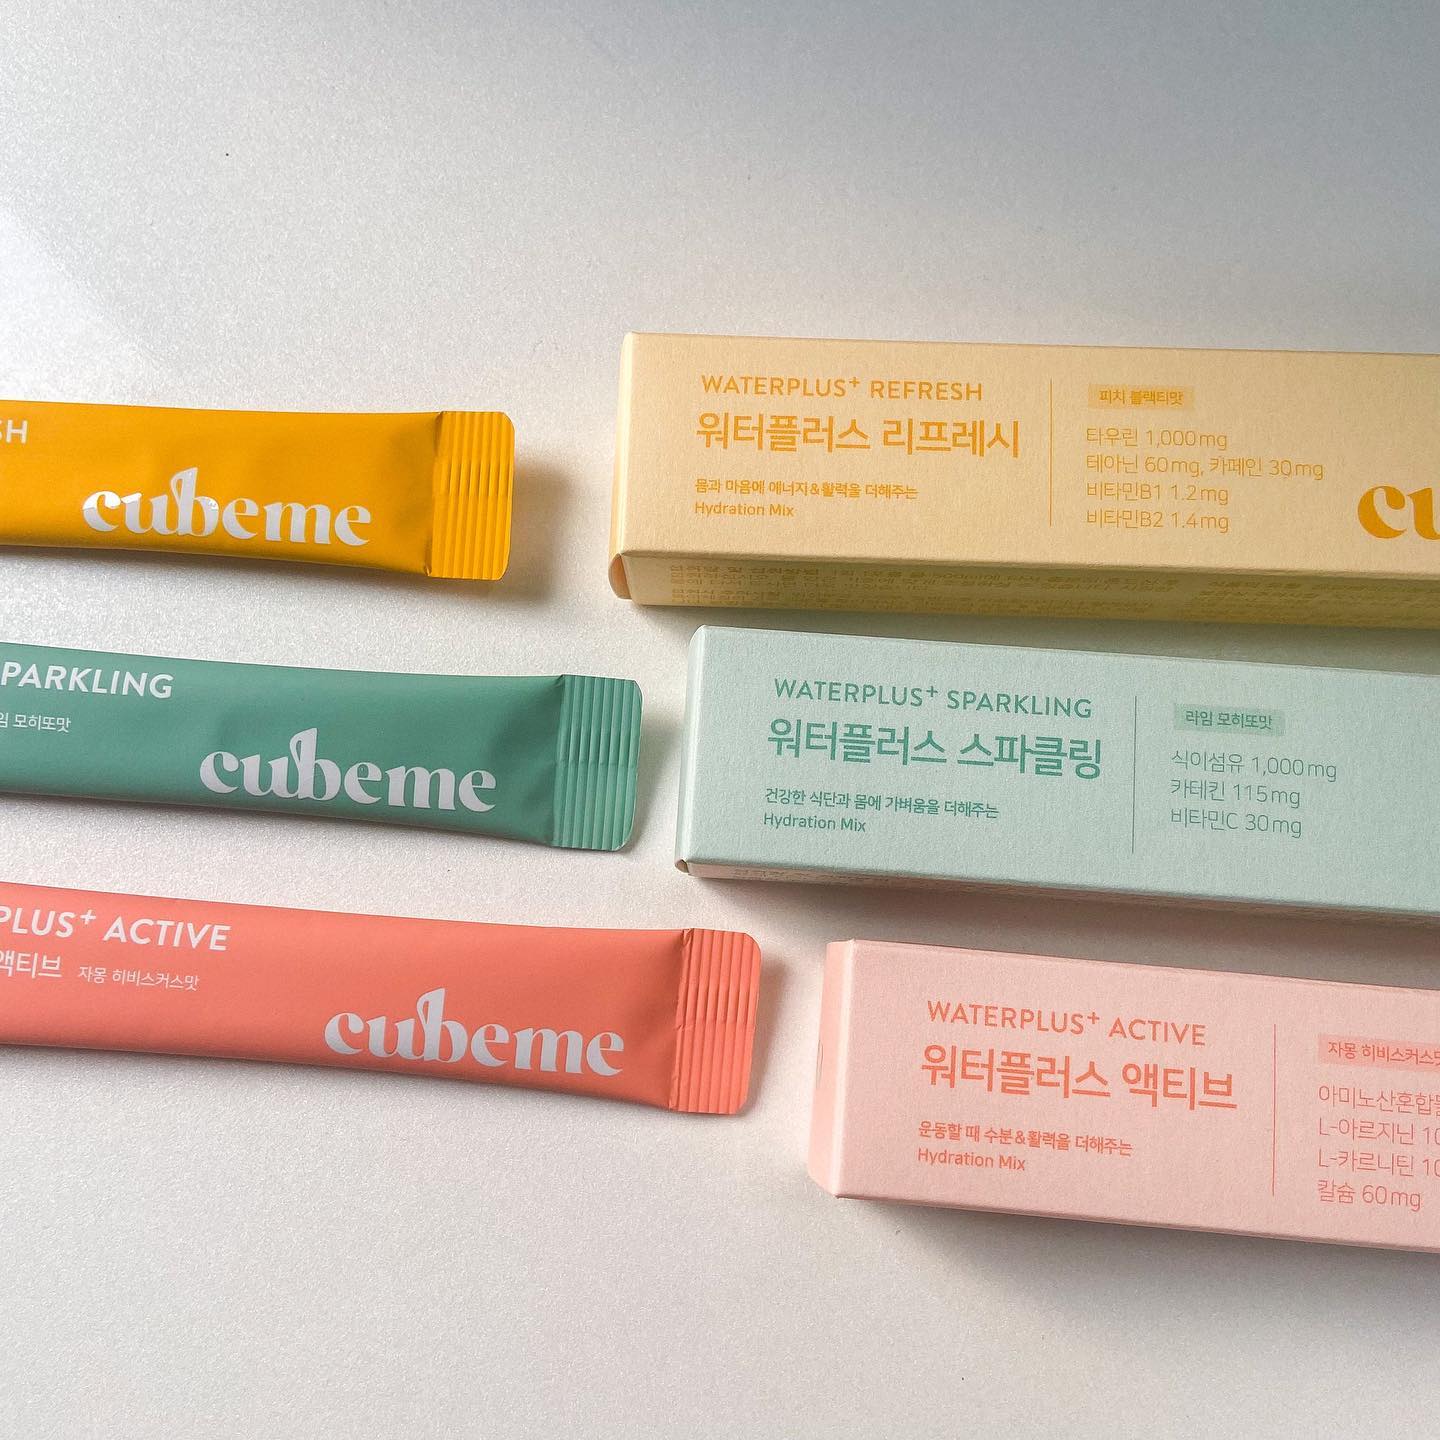 SH
cubeme
PARKLING
임 모히또맛
cubeme
PLUS⁺ ACTIVE
액티브 자몽 히비스커스맛
cubeme
WATERPLUS⁺ REFRESH
워터플러스 리프레시
몸과 마음에 에너지&활력을 더해주는
Hydration Mix
피치 블랙티맛
타우린 1,000mg
테아닌 60mg, 카페인 30mg
비타민B1 1.2mg
비타민B2 1.4mg
cu
WATERPLUS⁺ SPARKLING
워터플러스 스파클링
건강한 식단과 몸에 가벼움을 더해주는
Hydration Mix
라임 모히또맛
식이섬유 1,000mg
카테킨 115mg
비타민C 30mg
WATERPLUS⁺ ACTIVE
워터플러스 액티브
운동할 때 수분&활력을 더해주는
Hydration Mix
자몽 히비스커스맛
아미노산혼합물
L-아르지닌 10
L-카르니틴 10
칼슘 60mg